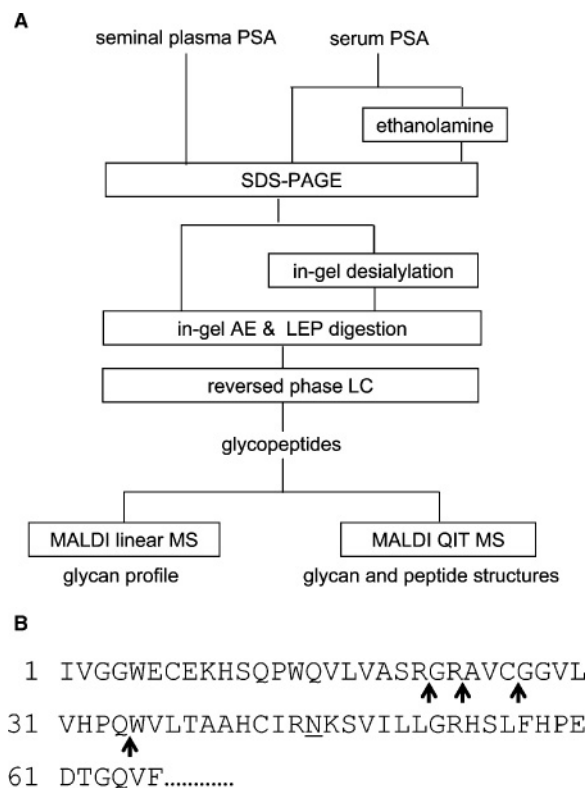 A
seminal plasma PSA serum PSA
ethanolamine
SDS-PAGE
in-gel desialylation
in-gel AE & LEP digestion
reversed phase LC
glycopeptides
MALDI linear MS MALDI QIT MS
glycan profile glycan and peptide structures
B
1 IVGGWECEKHSQPWQVLVASRGRAVCGGVL
31 VHPQWVLTAAHCIRNKSVILLGRHSLFHPE
61 DTGQVF............